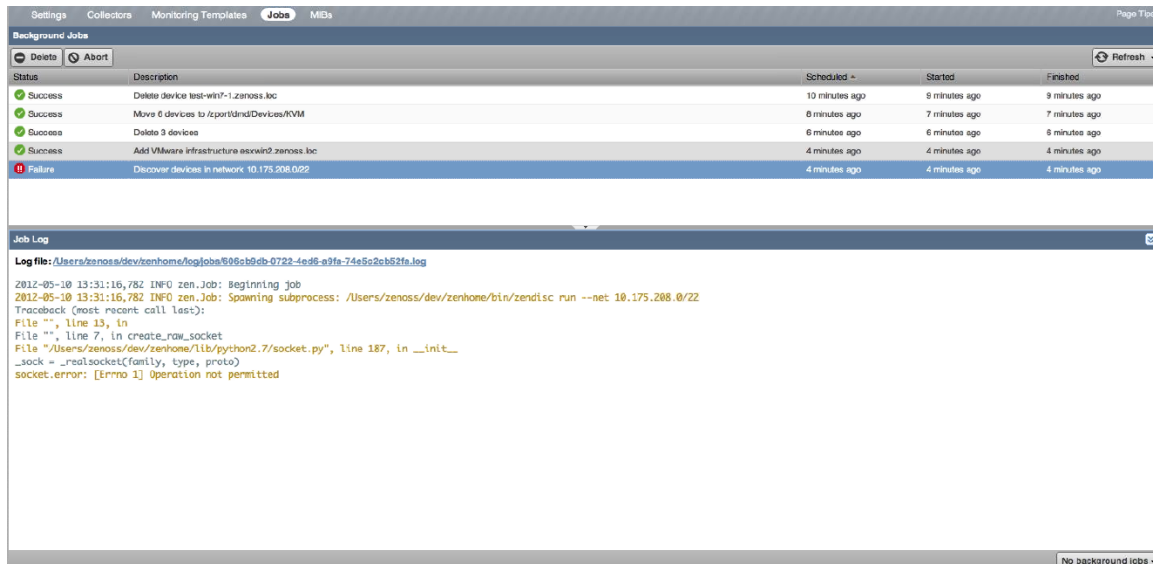 Settings Collectors Monitoring Templates Jobs MIBs Page Tips
Background Jobs
Delete Abort Refresh
Status Description Scheduled Started Finished
Success Delete device test-win7-1.zenoss.loc 10 minutes ago 9 minutes ago 9 minutes ago
Success Move 6 devices to /zport/dmd/Devices/KVM 8 minutes ago 7 minutes ago 7 minutes ago
Success Delete 3 devices 6 minutes ago 6 minutes ago 6 minutes ago
Success Add VMware infrastructure esxwin2.zenoss.loc 4 minutes ago 4 minutes ago 4 minutes ago
Failure Discover devices in network 10.175.208.0/22 4 minutes ago 4 minutes ago 4 minutes ago
Job Log
Log file: /Users/zenoss/dev/zenhome/log/jobs/606cb9db-0722-4ed6-a9fa-74e5c2cb52fa.log
2012-05-10 13:31:16,782 INFO zen.Job: Beginning job
2012-05-10 13:31:16,782 INFO zen.Job: Spawning subprocess: /Users/zenoss/dev/zenhome/bin/zendisc run --net 10.175.208.0/22
Traceback (most recent call last):
File "", line 13, in
File "", line 7, in create_raw_socket
File "/Users/zenoss/dev/zenhome/lib/python2.7/socket.py", line 187, in __init__
_sock = _realsocket(family, type, proto)
socket.error: [Errno 1] Operation not permitted
No background jobs